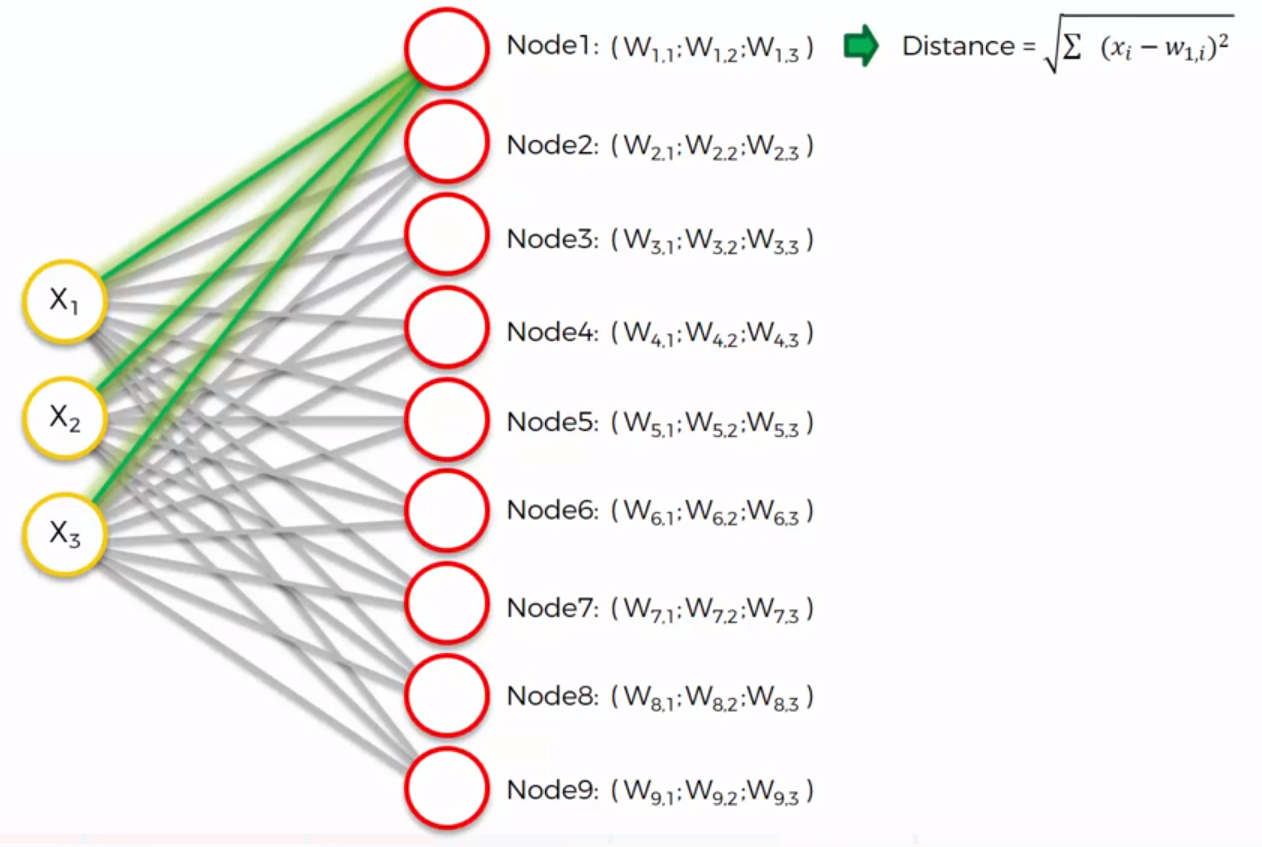 Node1: ( W₁,₁;W₁,₂;W₁,₃ ) Distance = √Σ (xᵢ − w₁,ᵢ)²
Node2: ( W₂,₁;W₂,₂;W₂,₃ )
Node3: ( W₃,₁;W₃,₂;W₃,₃ )
X₁
Node4: ( W₄,₁;W₄,₂;W₄,₃ )
X₂
Node5: ( W₅,₁;W₅,₂;W₅,₃ )
Node6: ( W₆,₁;W₆,₂;W₆,₃ )
X₃
Node7: ( W₇,₁;W₇,₂;W₇,₃ )
Node8: ( W₈,₁;W₈,₂;W₈,₃ )
Node9: ( W₉,₁;W₉,₂;W₉,₃ )